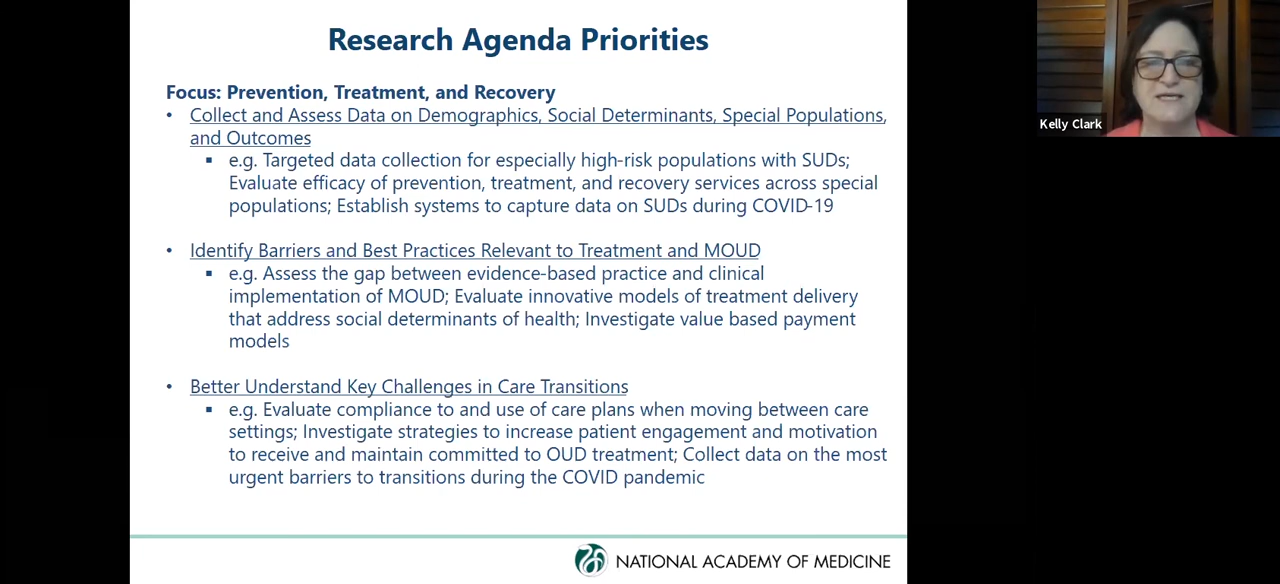 Research Agenda Priorities
Focus: Prevention, Treatment, and Recovery
• Collect and Assess Data on Demographics, Social Determinants, Special Populations,
and Outcomes
▪ e.g. Targeted data collection for especially high-risk populations with SUDs;
Evaluate efficacy of prevention, treatment, and recovery services across special
populations; Establish systems to capture data on SUDs during COVID-19
• Identify Barriers and Best Practices Relevant to Treatment and MOUD
▪ e.g. Assess the gap between evidence-based practice and clinical
implementation of MOUD; Evaluate innovative models of treatment delivery
that address social determinants of health; Investigate value based payment
models
• Better Understand Key Challenges in Care Transitions
▪ e.g. Evaluate compliance to and use of care plans when moving between care
settings; Investigate strategies to increase patient engagement and motivation
to receive and maintain committed to OUD treatment; Collect data on the most
urgent barriers to transitions during the COVID pandemic
NATIONAL ACADEMY OF MEDICINE
Kelly Clark